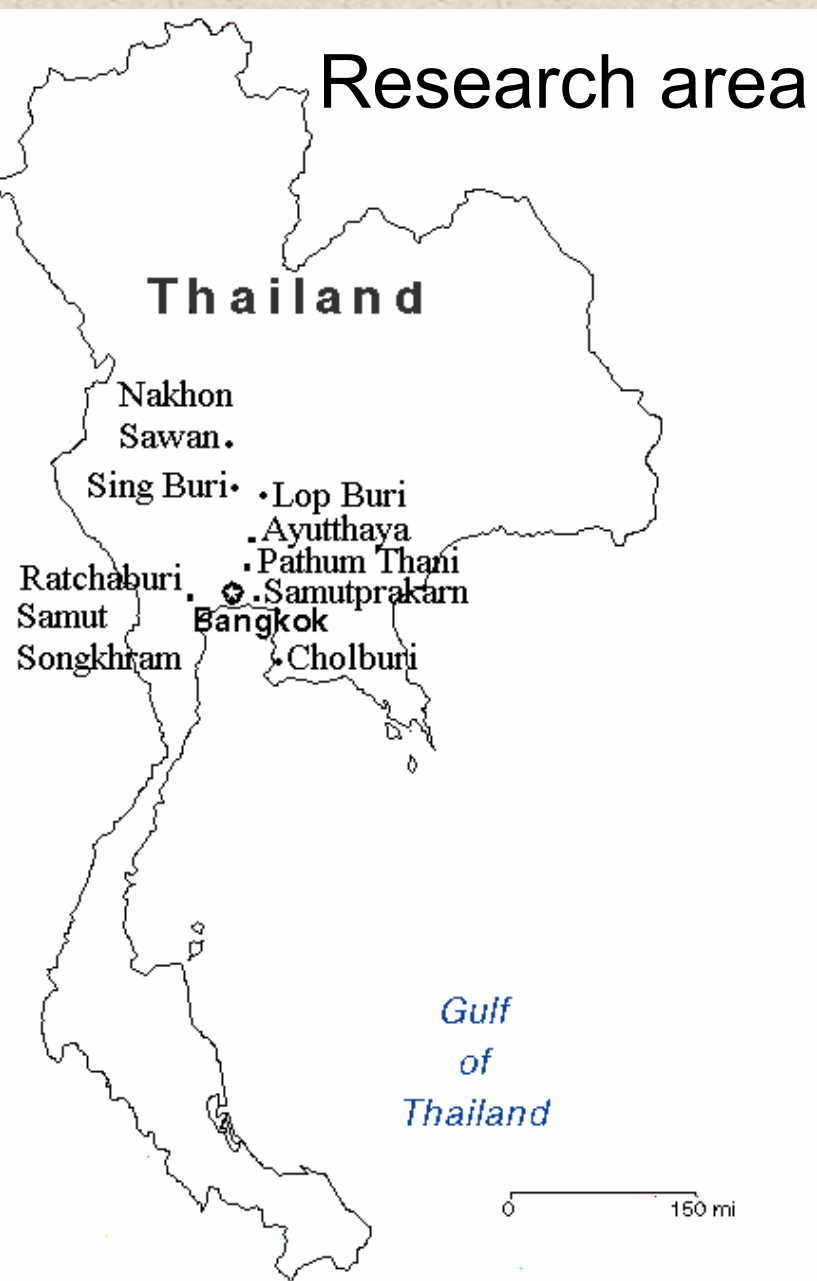 Research area
Thailand
Nakhon
Sawan
Sing Buri
Lop Buri
Ayutthaya
Pathum Thani
Ratchaburi
Samutprakarn
Samut
Bangkok
Songkhram
Cholburi
Gulf
of
Thailand
0 150 mi